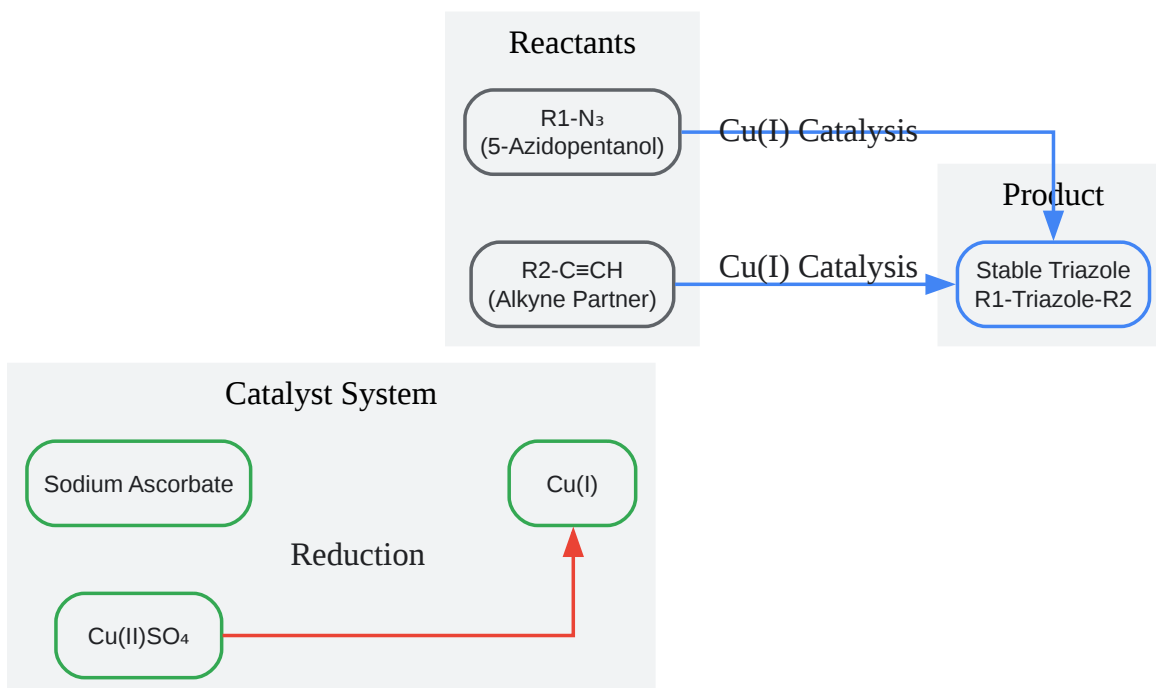 Reactants
R1-N₃
(5-Azidopentanol)
Cu(I) Catalysis
Product
R2-C≡CH
(Alkyne Partner)
Cu(I) Catalysis
Stable Triazole
R1-Triazole-R2
Catalyst System
Sodium Ascorbate
Cu(I)
Reduction
Cu(II)SO₄